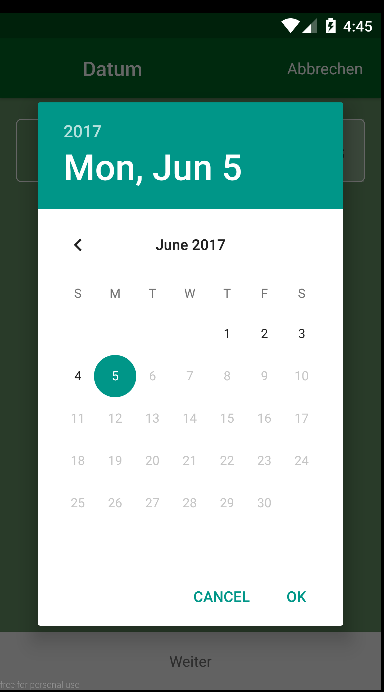 4:45
Datum Abbrechen
2017
Mon, Jun 5
June 2017
S M T W T F S
1 2 3
4 5 6 7 8 9 10
11 12 13 14 15 16 17
18 19 20 21 22 23 24
25 26 27 28 29 30
CANCEL OK
Weiter
free for personal use